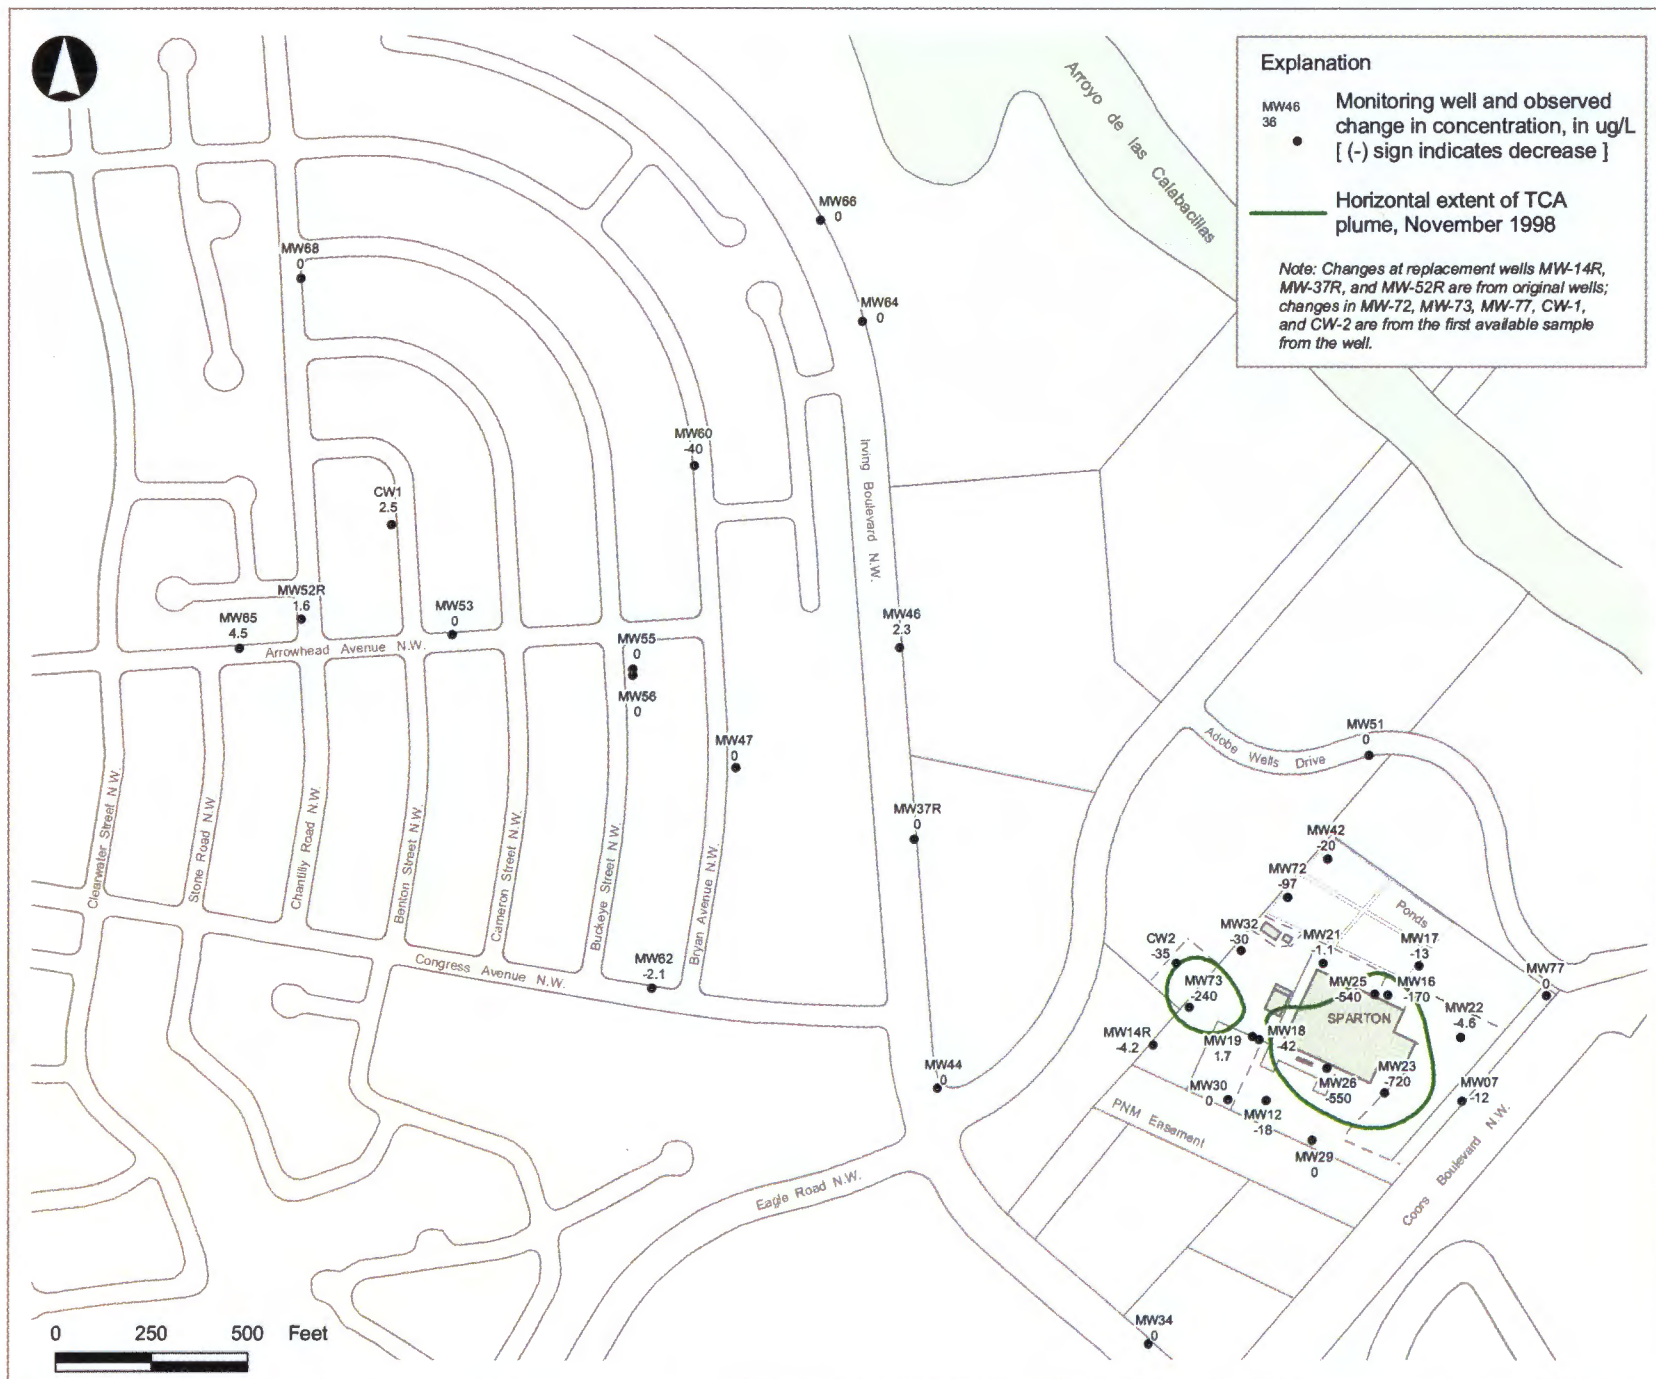 Explanation
MW46
36
Monitoring well and observed
change in concentration, in ug/L
[ (-) sign indicates decrease ]
Horizontal extent of TCA
plume, November 1998
Note: Changes at replacement wells MW-14R,
MW-37R, and MW-52R are from original wells;
changes in MW-72, MW-73, MW-77, CW-1,
and CW-2 are from the first available sample
from the well.
Arroyo de las Calabacillas
MW66
0
MW68
0
MW64
0
MW60
-40
Irving Boulevard N.W.
CW1
2.5
MW52R
1.6
MW53
0
MW65
4.5
Arrowhead Avenue N.W.
MW55
0
MW56
0
MW46
2.3
MW47
0
MW51
0
Adobe Wells Drive
MW37R
0
MW42
-20
MW72
-97
Ponds
Clearwater Street N.W.
Stone Road N.W.
Chantilly Road N.W.
Benton Street N.W.
Cameron Street N.W.
Buckeye Street N.W.
Bryan Avenue N.W.
Congress Avenue N.W.
MW62
-2.1
CW2
-35
MW32
-30
MW21
-1.1
MW17
-13
MW73
-240
MW25
-540
MW16
-170
MW77
0
SPARTON
MW22
-4.6
MW14R
-4.2
MW19
1.7
MW18
-42
MW44
0
MW30
0
MW12
-18
MW26
-550
MW23
-720
MW07
-12
PNM Easement
MW29
0
Coors Boulevard N.W.
Eagle Road N.W.
MW34
0
0 250 500 Feet